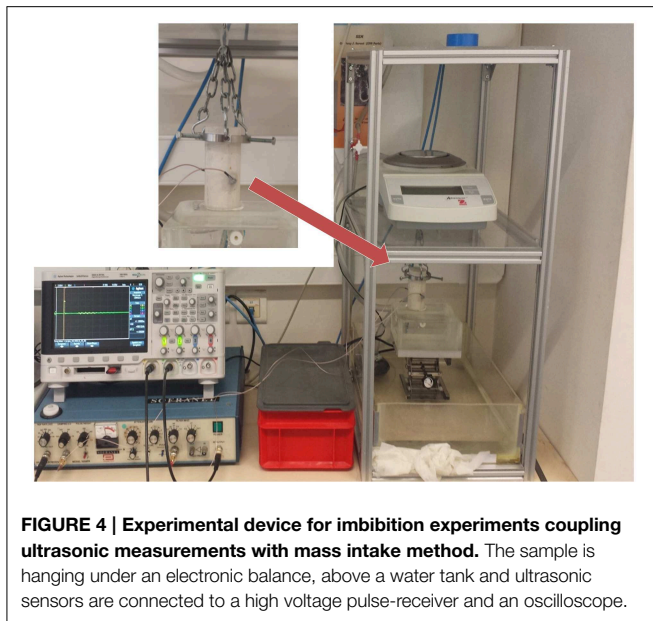 SOFRANEL
FIGURE 4 | Experimental device for imbibition experiments coupling
ultrasonic measurements with mass intake method. The sample is
hanging under an electronic balance, above a water tank and ultrasonic
sensors are connected to a high voltage pulse-receiver and an oscilloscope.